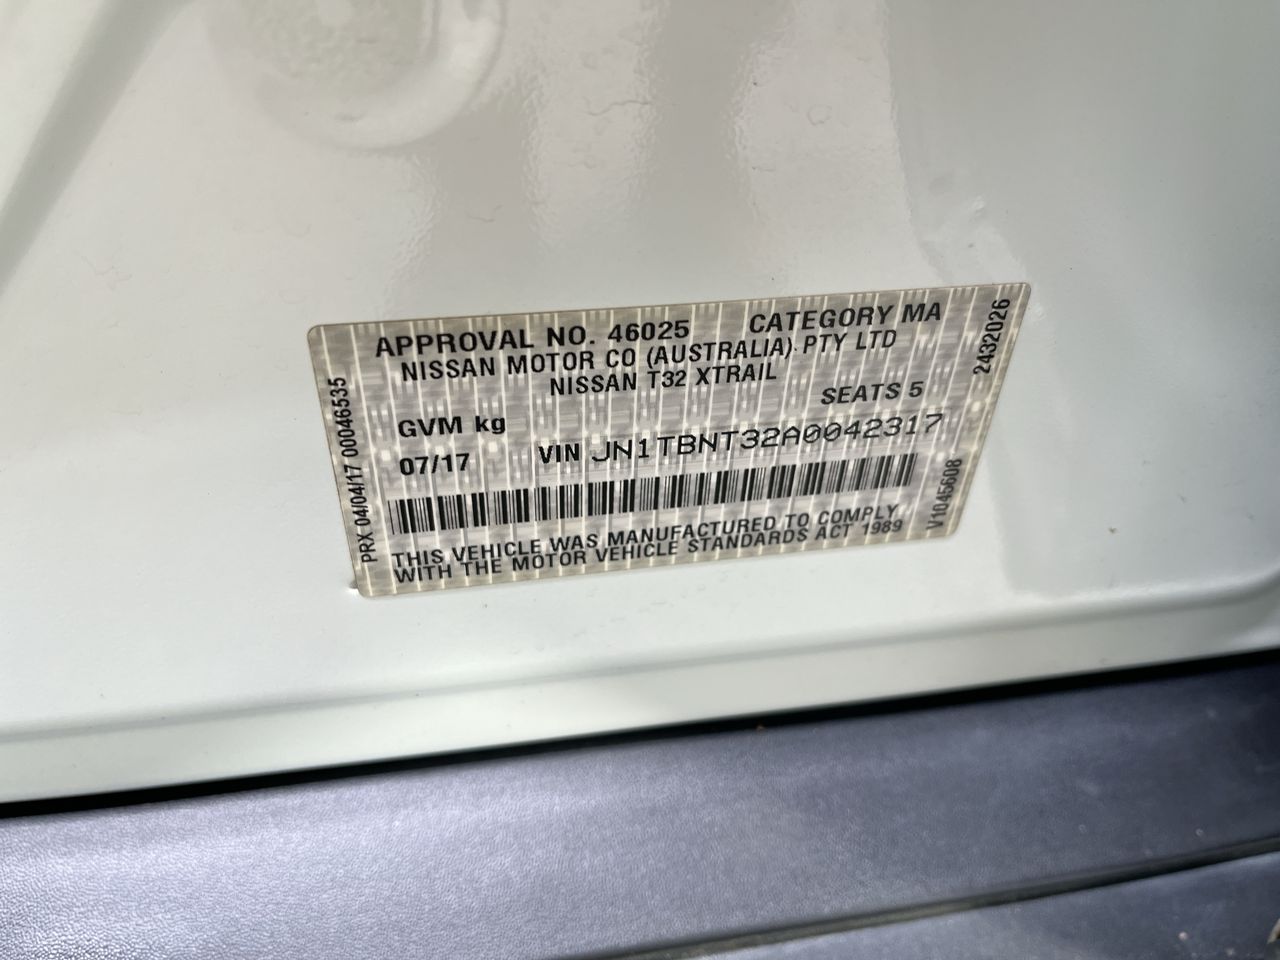 APPROVAL NO. 46025 CATEGORY MA
NISSAN MOTOR CO (AUSTRALIA) PTY LTD
NISSAN T32 XTRAIL
SEATS 5
GVM kg
07/17 VIN JN1TBNT32A0042317
THIS VEHICLE WAS MANUFACTURED TO COMPLY
WITH THE MOTOR VEHICLE STANDARDS ACT 1989
PRX 04/04/17 00046535
2432026
V1045608